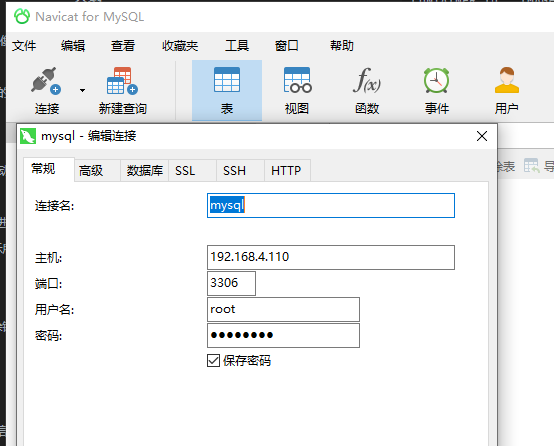 Navicat for MySQL
文件 编辑 查看 收藏夹 工具 窗口 帮助
连接 新建查询 表 视图 函数 事件 用户
f(x)
mysql - 编辑连接
常规 高级 数据库 SSL SSH HTTP
连接名: mysql
主机: 192.168.4.110
端口: 3306
用户名: root
密码: ●●●●●●●●
保存密码